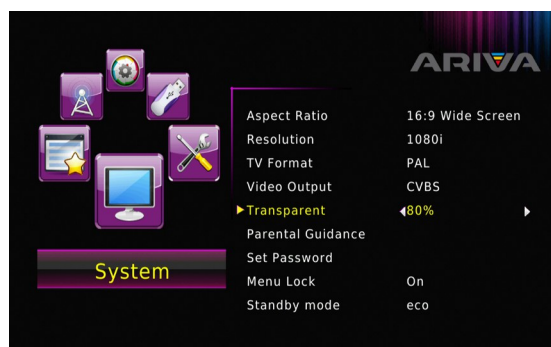 ARIVA
Aspect Ratio 16:9 Wide Screen
Resolution 1080i
TV Format PAL
Video Output CVBS
Transparent 80%
Parental Guidance
Set Password
Menu Lock On
Standby mode eco
System